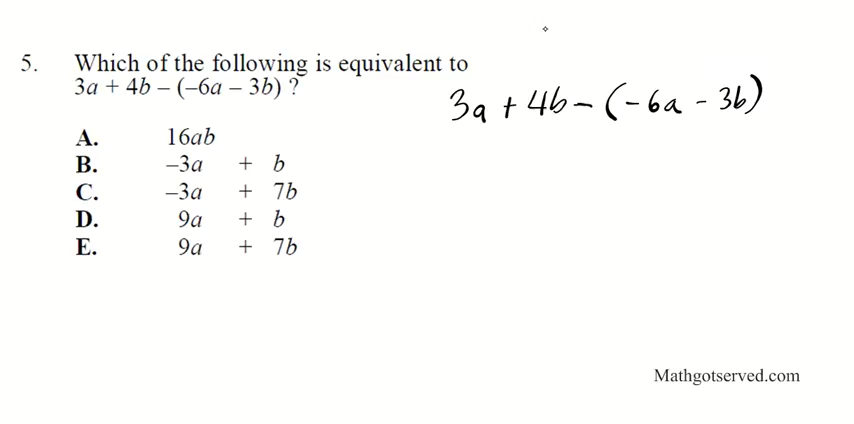 5. Which of the following is equivalent to
3a + 4b – (–6a – 3b) ?
3a + 4b – (– 6a – 3b)
A. 16ab
B. –3a + b
C. –3a + 7b
D. 9a + b
E. 9a + 7b
Mathgotserved.com